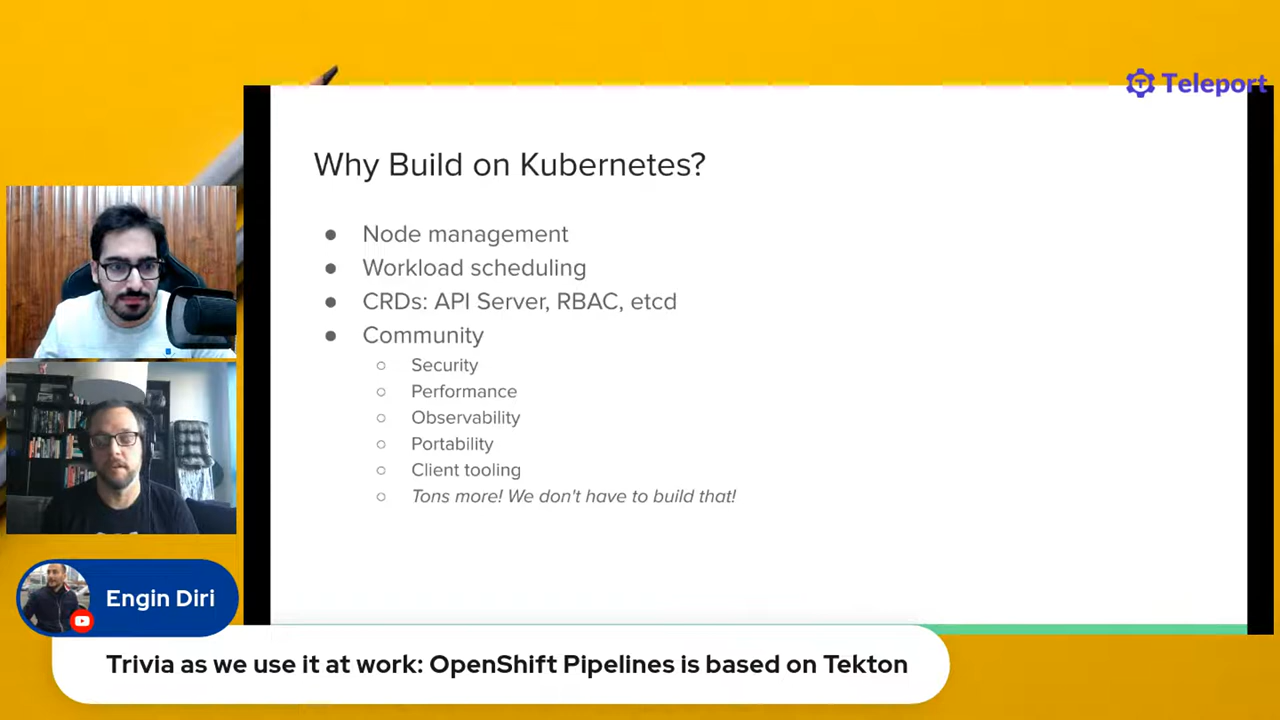 Teleport
Why Build on Kubernetes?
● Node management
● Workload scheduling
● CRDs: API Server, RBAC, etcd
● Community
○ Security
○ Performance
○ Observability
○ Portability
○ Client tooling
○ Tons more! We don't have to build that!
Engin Diri
Trivia as we use it at work: OpenShift Pipelines is based on Tekton